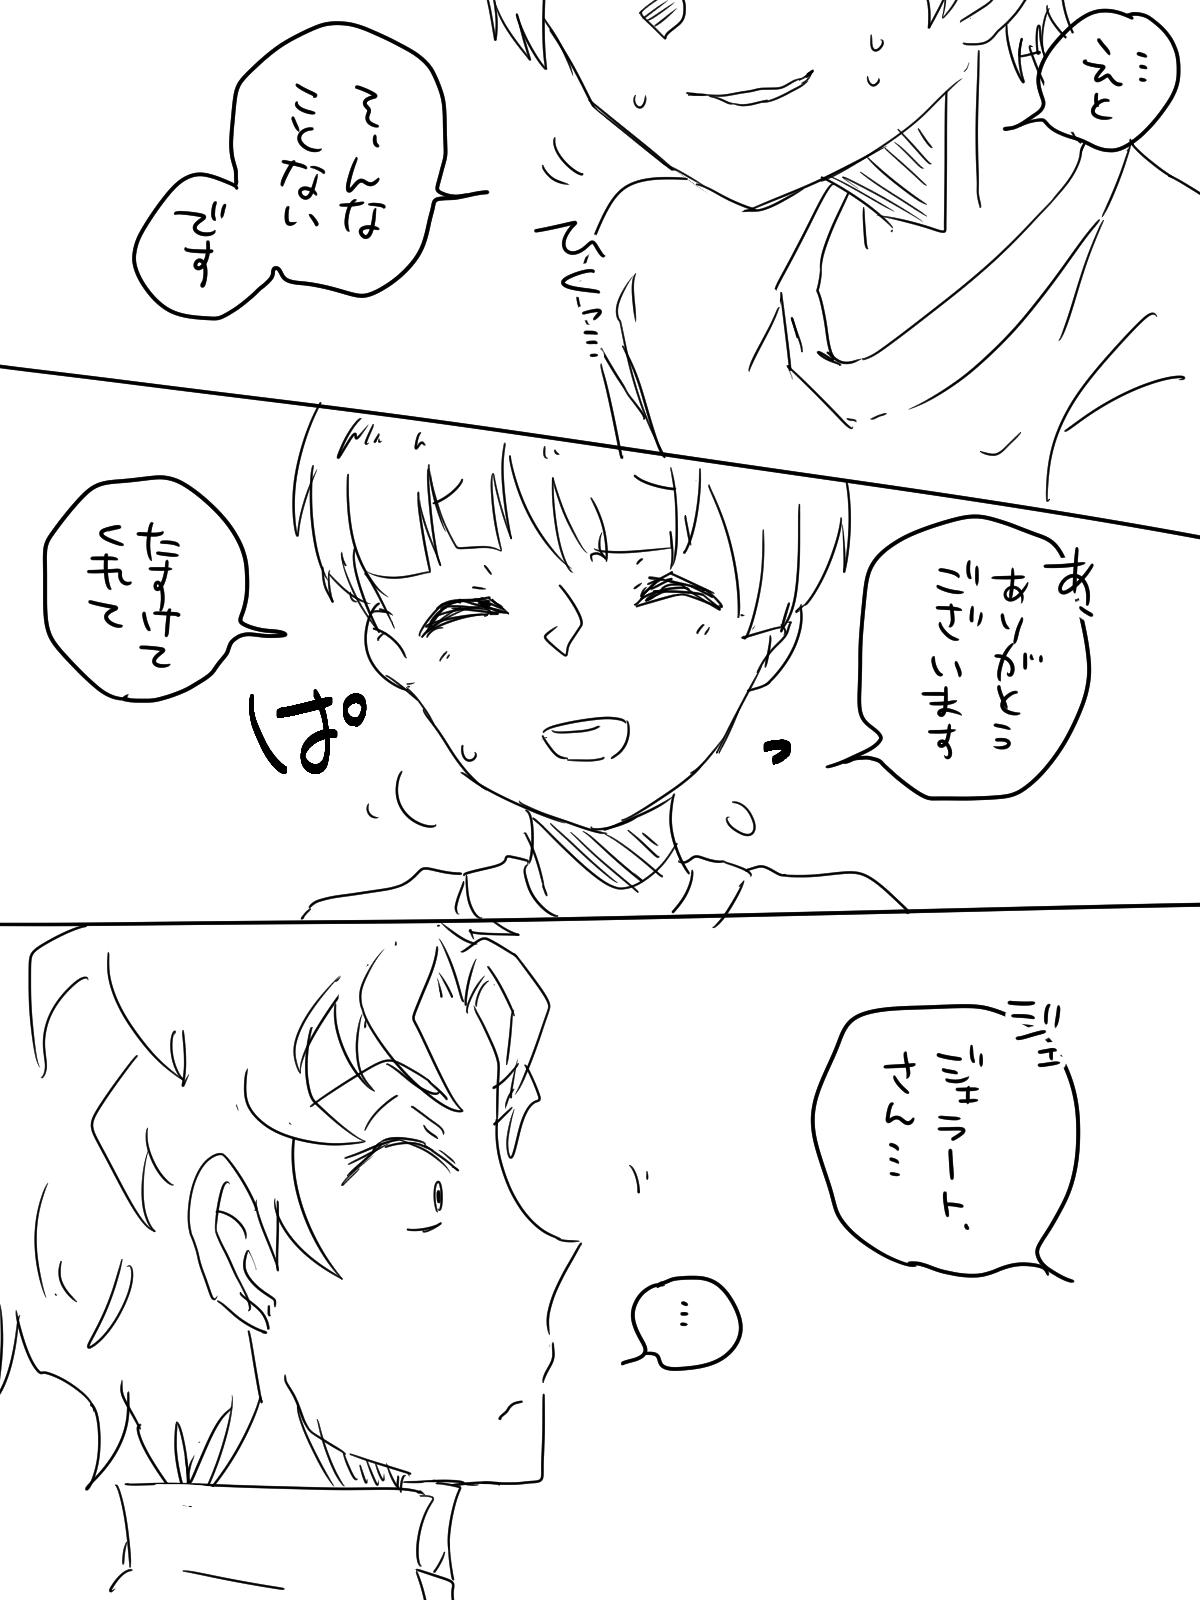 …えと
そ、んな
ことない
です
ひくっ…
あ、
ありがとう
ございます
たすけて
くれて
ぱ
っ
ジェ
ジェラート、
さん…
…